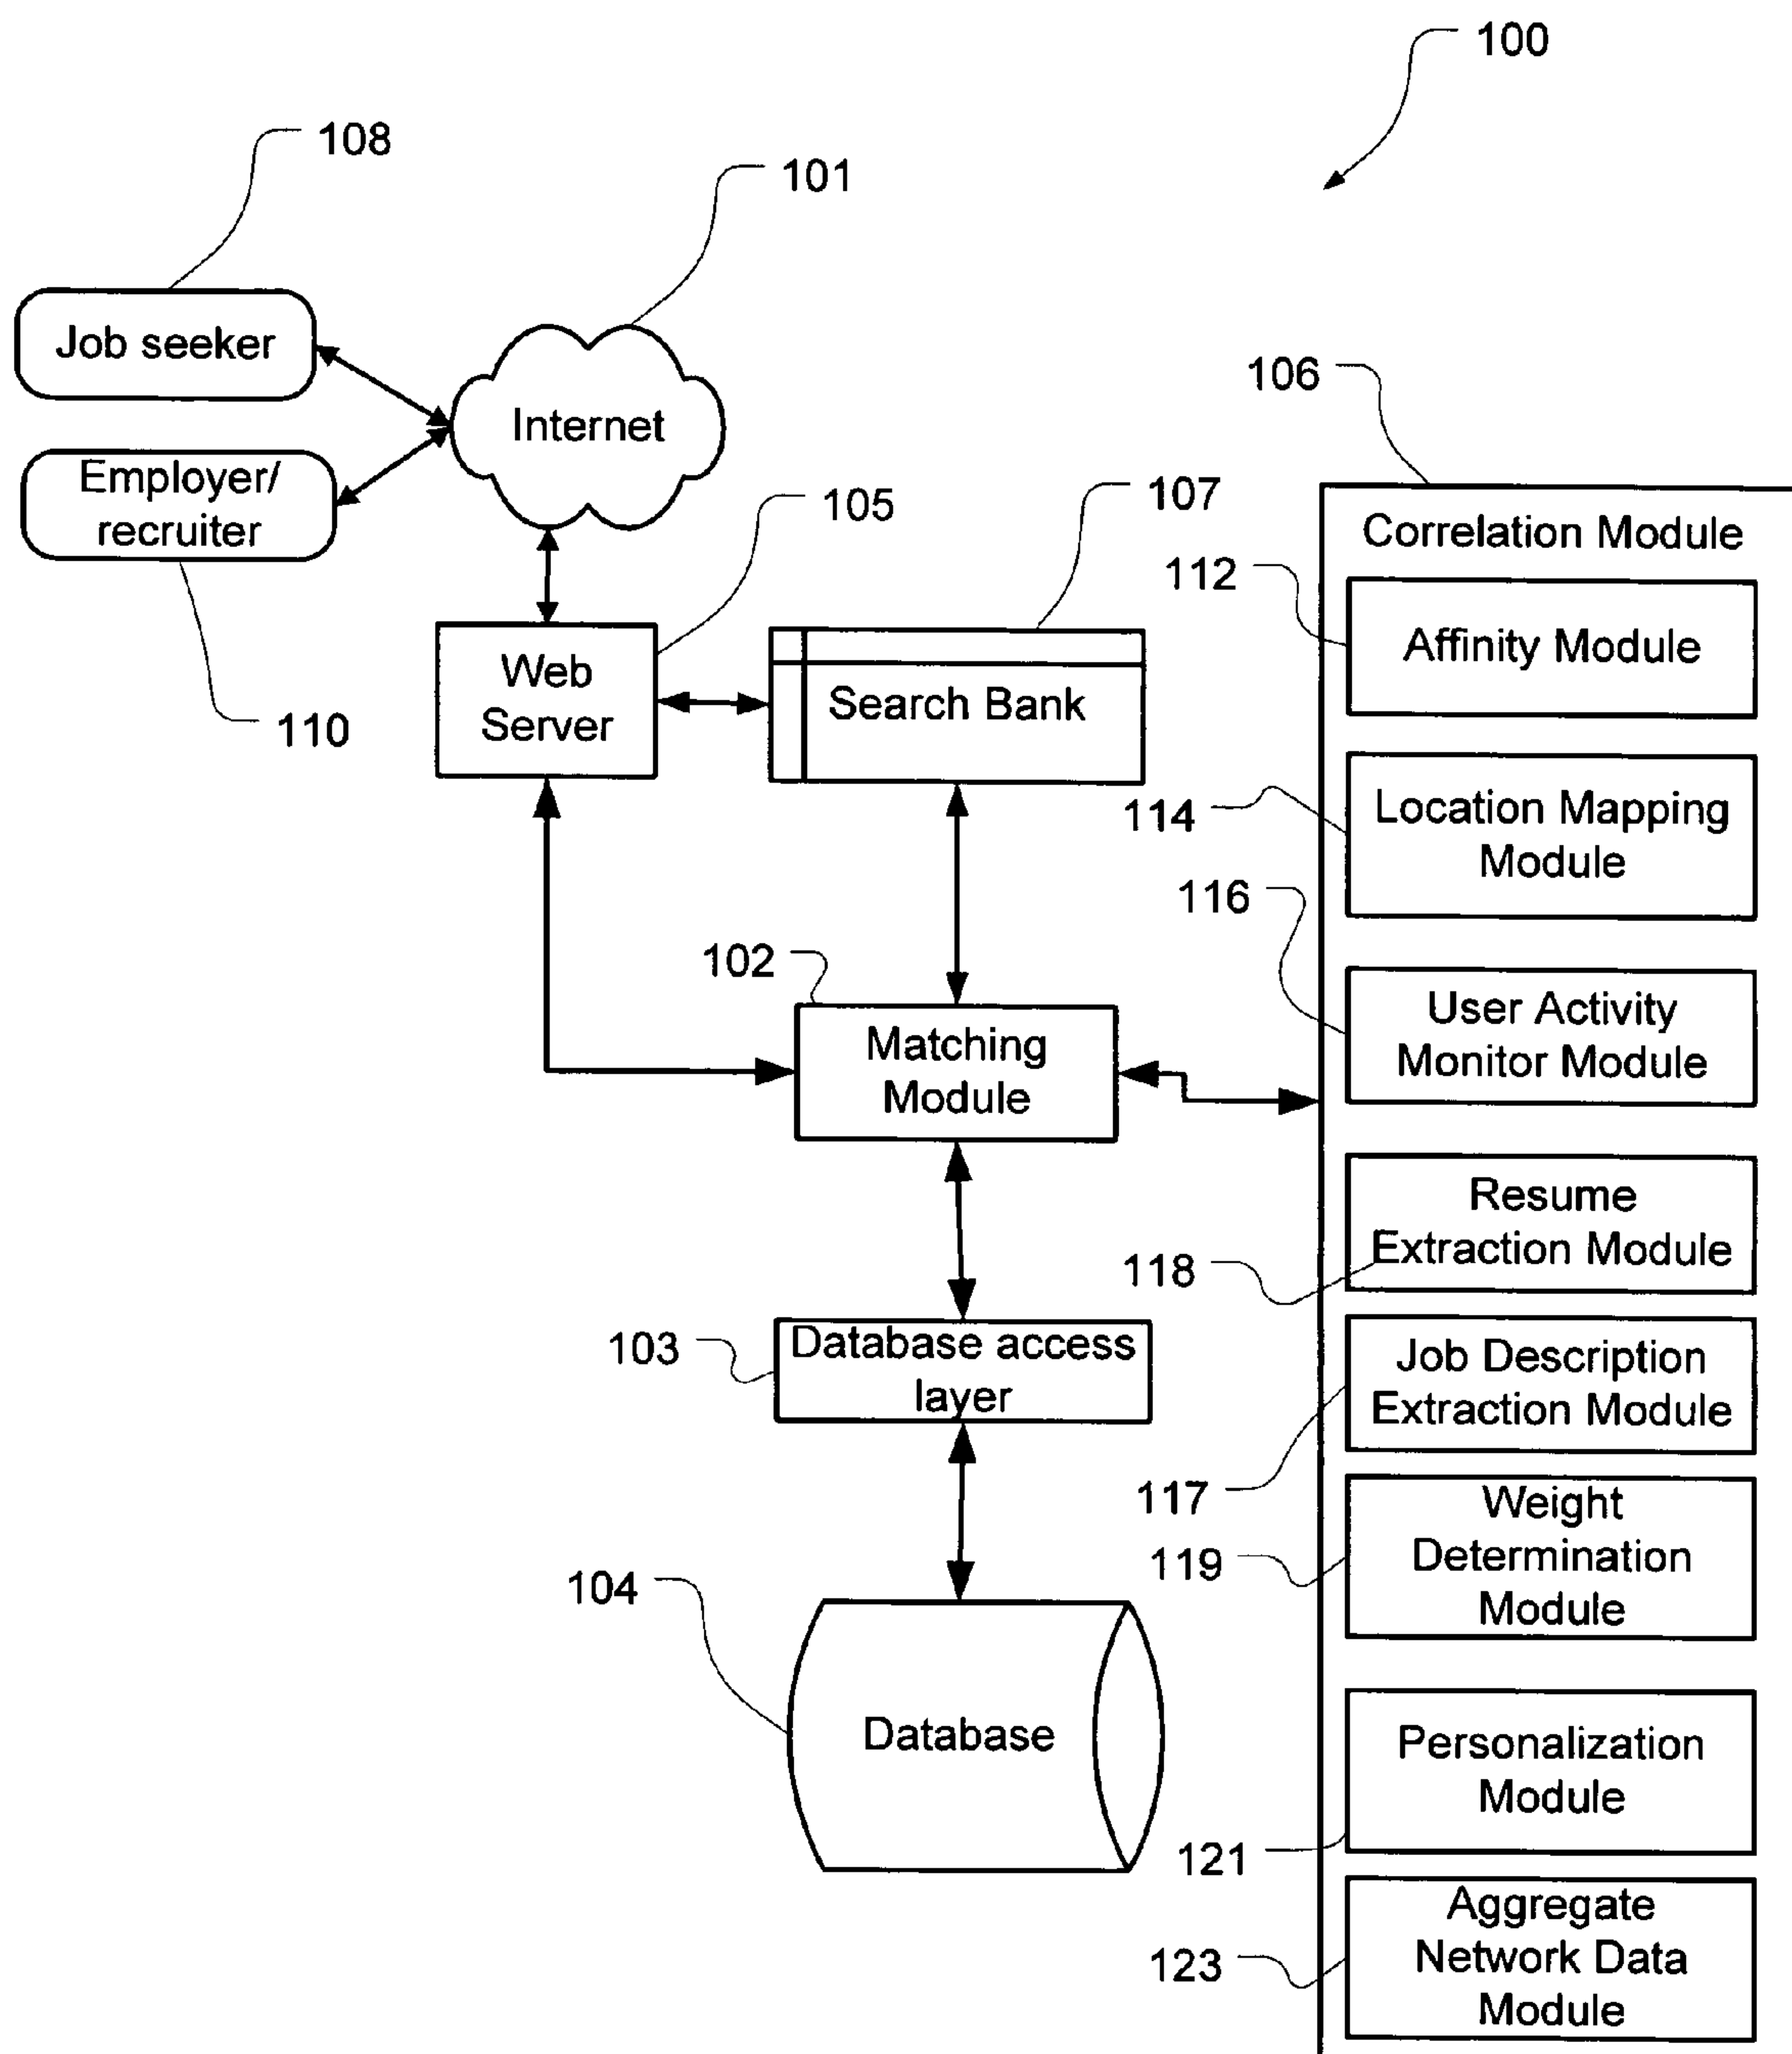 100
108
101
Job seeker
Internet
106
Employer/
recruiter
105
107
Correlation Module
112
110
Web
Server
Search Bank
Affinity Module
114
Location Mapping
Module
116
102
Matching
Module
User Activity
Monitor Module
118
Resume
Extraction Module
103
Database access
layer
Job Description
Extraction Module
117
119
Weight
Determination
Module
104
Database
Personalization
Module
121
123
Aggregate
Network Data
Module